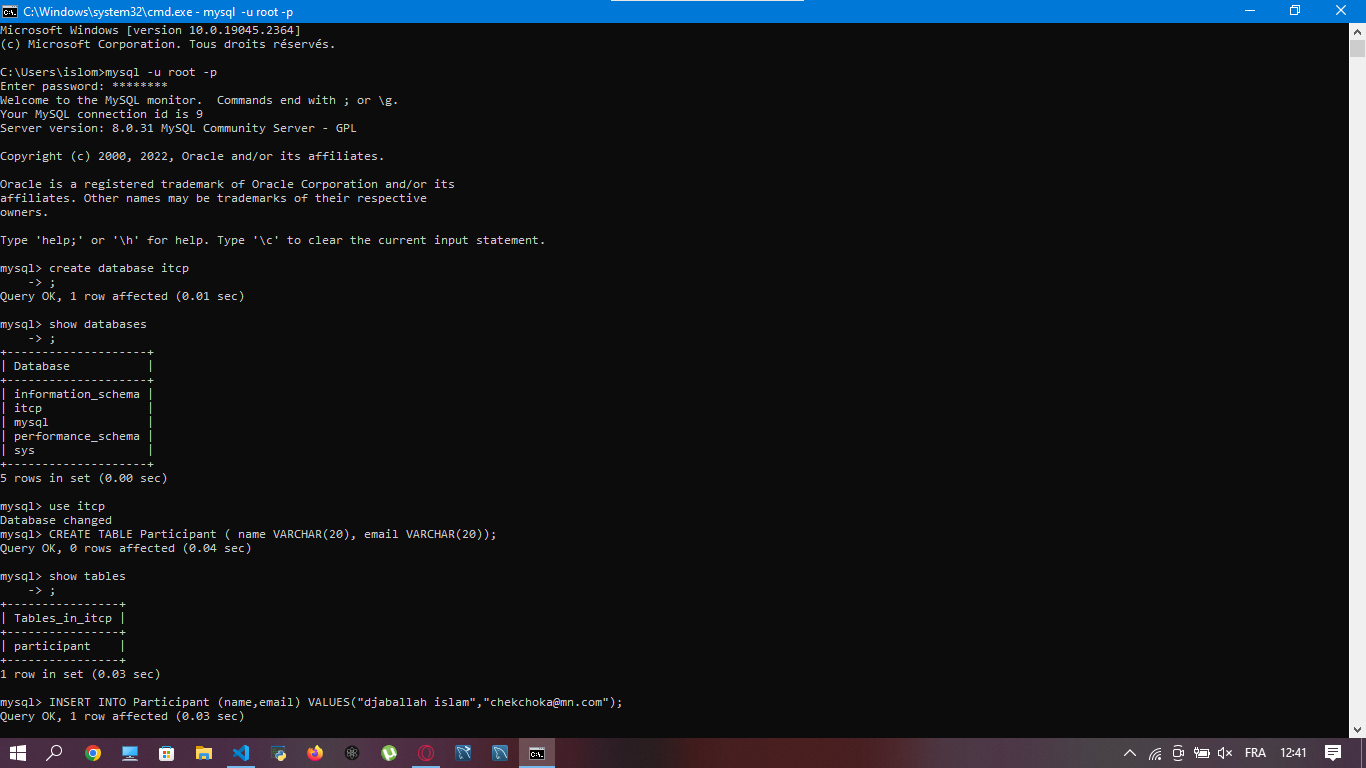 C:\Windows\system32\cmd.exe - mysql  -u root -p
Microsoft Windows [version 10.0.19045.2364]
(c) Microsoft Corporation. Tous droits réservés.
C:\Users\islom>mysql -u root -p
Enter password: ********
Welcome to the MySQL monitor.  Commands end with ; or \g.
Your MySQL connection id is 9
Server version: 8.0.31 MySQL Community Server - GPL
Copyright (c) 2000, 2022, Oracle and/or its affiliates.
Oracle is a registered trademark of Oracle Corporation and/or its
affiliates. Other names may be trademarks of their respective
owners.
Type 'help;' or '\h' for help. Type '\c' to clear the current input statement.
mysql> create database itcp
    -> ;
Query OK, 1 row affected (0.01 sec)
mysql> show databases
    -> ;
+--------------------+
| Database           |
+--------------------+
| information_schema |
| itcp               |
| mysql              |
| performance_schema |
| sys                |
+--------------------+
5 rows in set (0.00 sec)
mysql> use itcp
Database changed
mysql> CREATE TABLE Participant ( name VARCHAR(20), email VARCHAR(20));
Query OK, 0 rows affected (0.04 sec)
mysql> show tables
    -> ;
+----------------+
| Tables_in_itcp |
+----------------+
| participant    |
+----------------+
1 row in set (0.03 sec)
mysql> INSERT INTO Participant (name,email) VALUES("djaballah islam","chekchoka@mn.com");
Query OK, 1 row affected (0.03 sec)
FRA
12:41